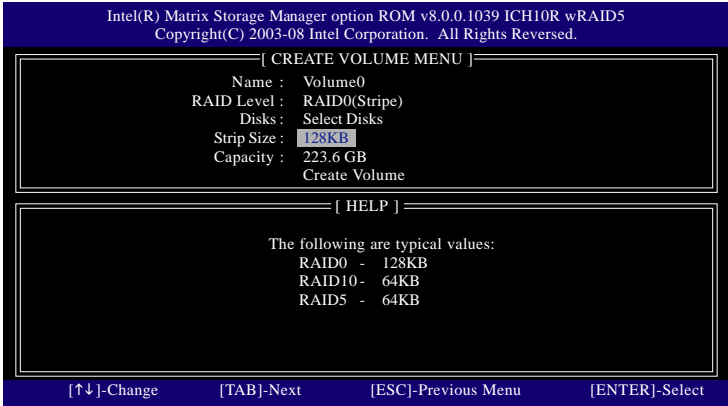 Intel(R) Matrix Storage Manager option ROM v8.0.0.1039 ICH10R wRAID5
Copyright(C) 2003-08 Intel Corporation. All Rights Reversed.
[ CREATE VOLUME MENU ]
Name : Volume0
RAID Level : RAID0(Stripe)
Disks : Select Disks
Strip Size : 128KB
Capacity : 223.6 GB
Create Volume
[ HELP ]
The following are typical values:
RAID0 - 128KB
RAID10 - 64KB
RAID5 - 64KB
[↑↓]-Change [TAB]-Next [ESC]-Previous Menu [ENTER]-Select